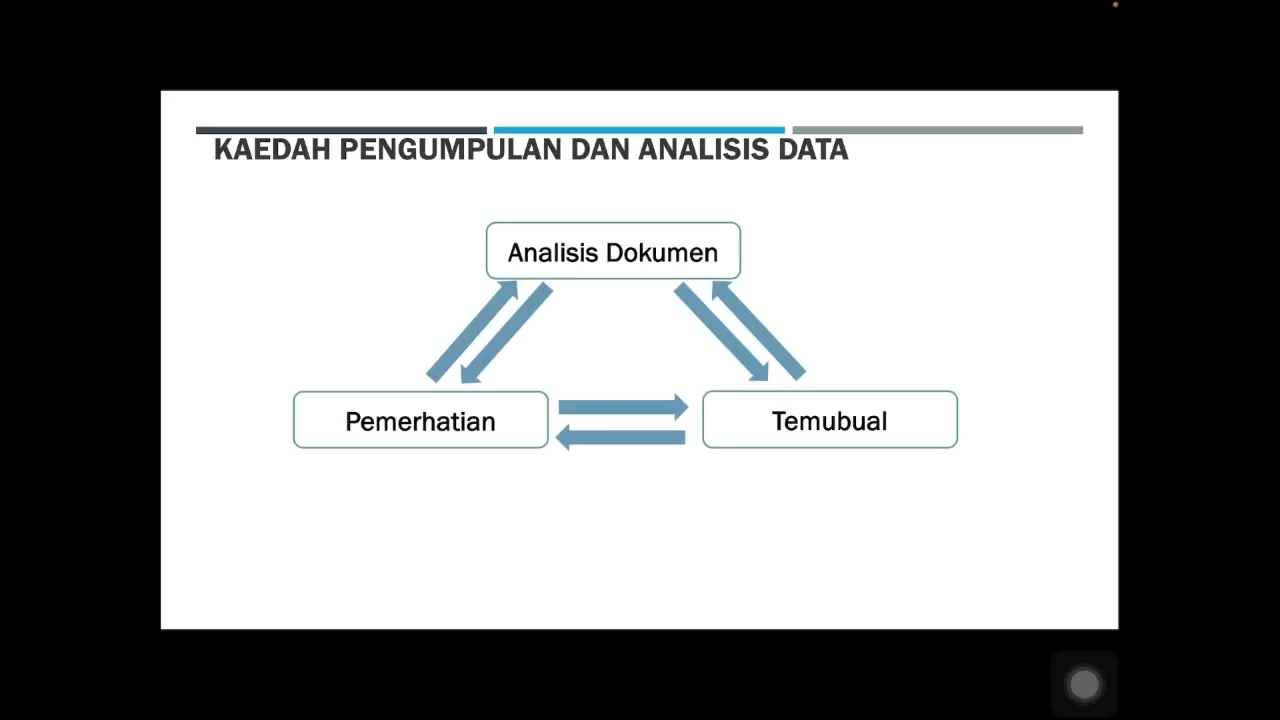 KAEDAH PENGUMPULAN DAN ANALISIS DATA
Analisis Dokumen
Pemerhatian
Temubual